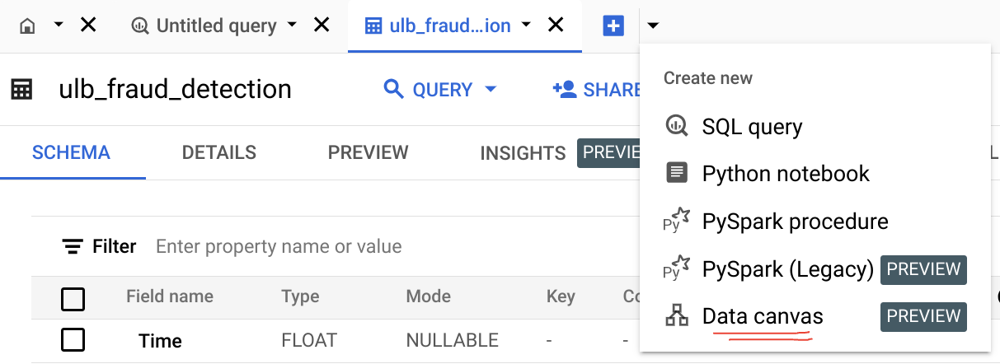 Untitled query
ulb_fraud...ion
ulb_fraud_detection
QUERY
SHARE
Create new
SQL query
Python notebook
Py PySpark procedure
Py PySpark (Legacy) PREVIEW
Data canvas PREVIEW
SCHEMA DETAILS PREVIEW INSIGHTS PREVIE L
Filter Enter property name or value
Field name Type Mode Key Co
Time FLOAT NULLABLE - -